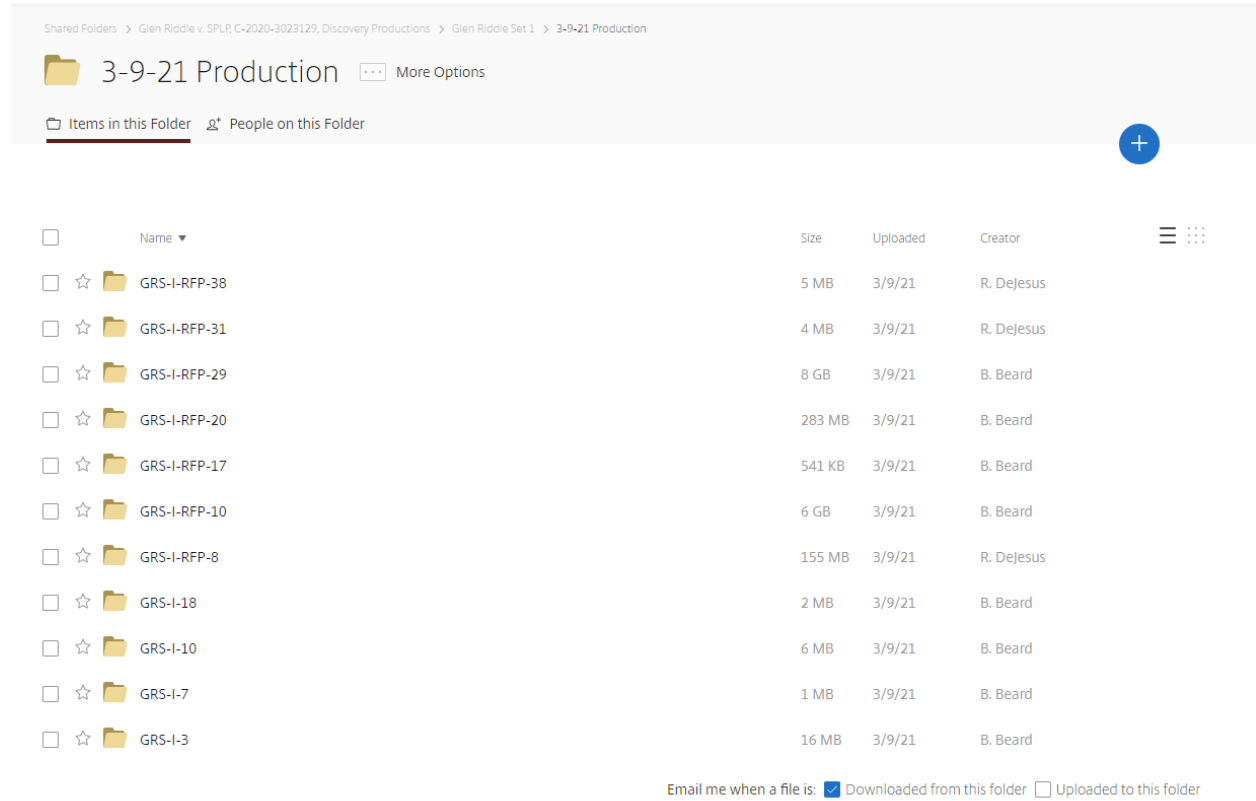 Shared Folders > Glen Riddle v. SPLP, C-2020-3023129, Discovery Productions > Glen Riddle Set 1 > 3-9-21 Production
3-9-21 Production ... More Options
Items in this Folder People on this Folder
+
Name ▼ Size Uploaded Creator
GRS-I-RFP-38 5 MB 3/9/21 R. DeJesus
GRS-I-RFP-31 4 MB 3/9/21 R. DeJesus
GRS-I-RFP-29 8 GB 3/9/21 B. Beard
GRS-I-RFP-20 283 MB 3/9/21 B. Beard
GRS-I-RFP-17 541 KB 3/9/21 B. Beard
GRS-I-RFP-10 6 GB 3/9/21 B. Beard
GRS-I-RFP-8 155 MB 3/9/21 R. DeJesus
GRS-I-18 2 MB 3/9/21 B. Beard
GRS-I-10 6 MB 3/9/21 B. Beard
GRS-I-7 1 MB 3/9/21 B. Beard
GRS-I-3 16 MB 3/9/21 B. Beard
Email me when a file is: Downloaded from this folder Uploaded to this folder